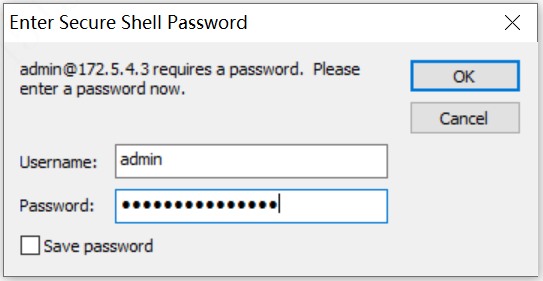 Enter Secure Shell Password
admin@172.5.4.3 requires a password.  Please
enter a password now.
OK
Cancel
Username:
admin
Password:
●●●●●●●●●●●●●●●
Save password